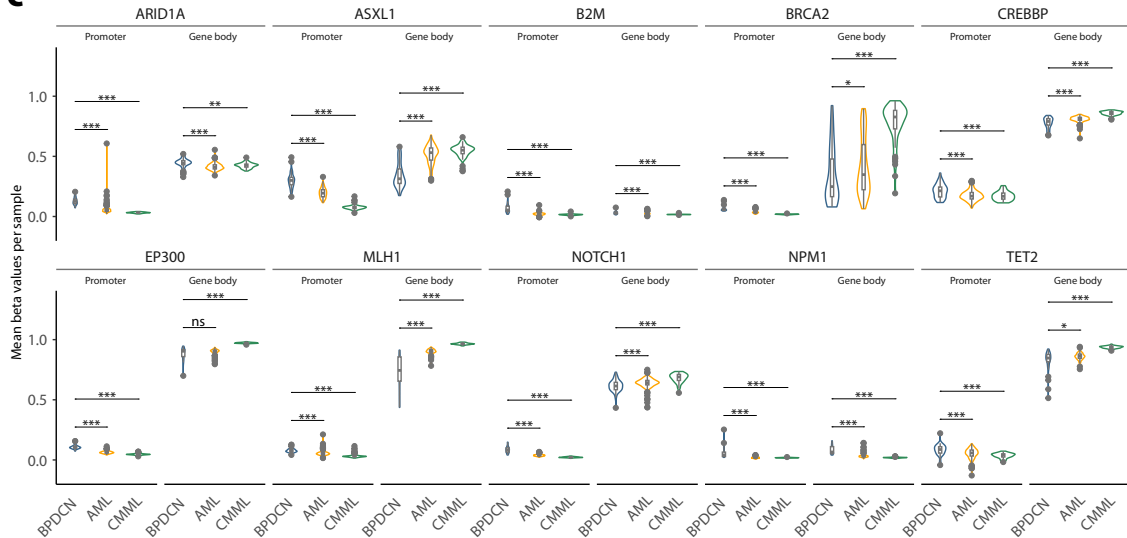 C
ARID1A ASXL1 B2M BRCA2 CREBBP
Promoter Gene body Promoter Gene body Promoter Gene body Promoter Gene body Promoter Gene body
1.0
0.5
0.0
*** *** ** *** *** *** *** *** *** *** *** *** *** *** *** * *** *** *** ***
EP300 MLH1 NOTCH1 NPM1 TET2
Promoter Gene body Promoter Gene body Promoter Gene body Promoter Gene body Promoter Gene body
1.0
0.5
0.0
*** *** *** ns *** *** *** *** *** *** *** *** *** *** *** *** *** *** *** *
Mean beta values per sample
BPDCN AML CMML BPDCN AML CMML BPDCN AML CMML BPDCN AML CMML BPDCN AML CMML BPDCN AML CMML BPDCN AML CMML BPDCN AML CMML BPDCN AML CMML BPDCN AML CMML